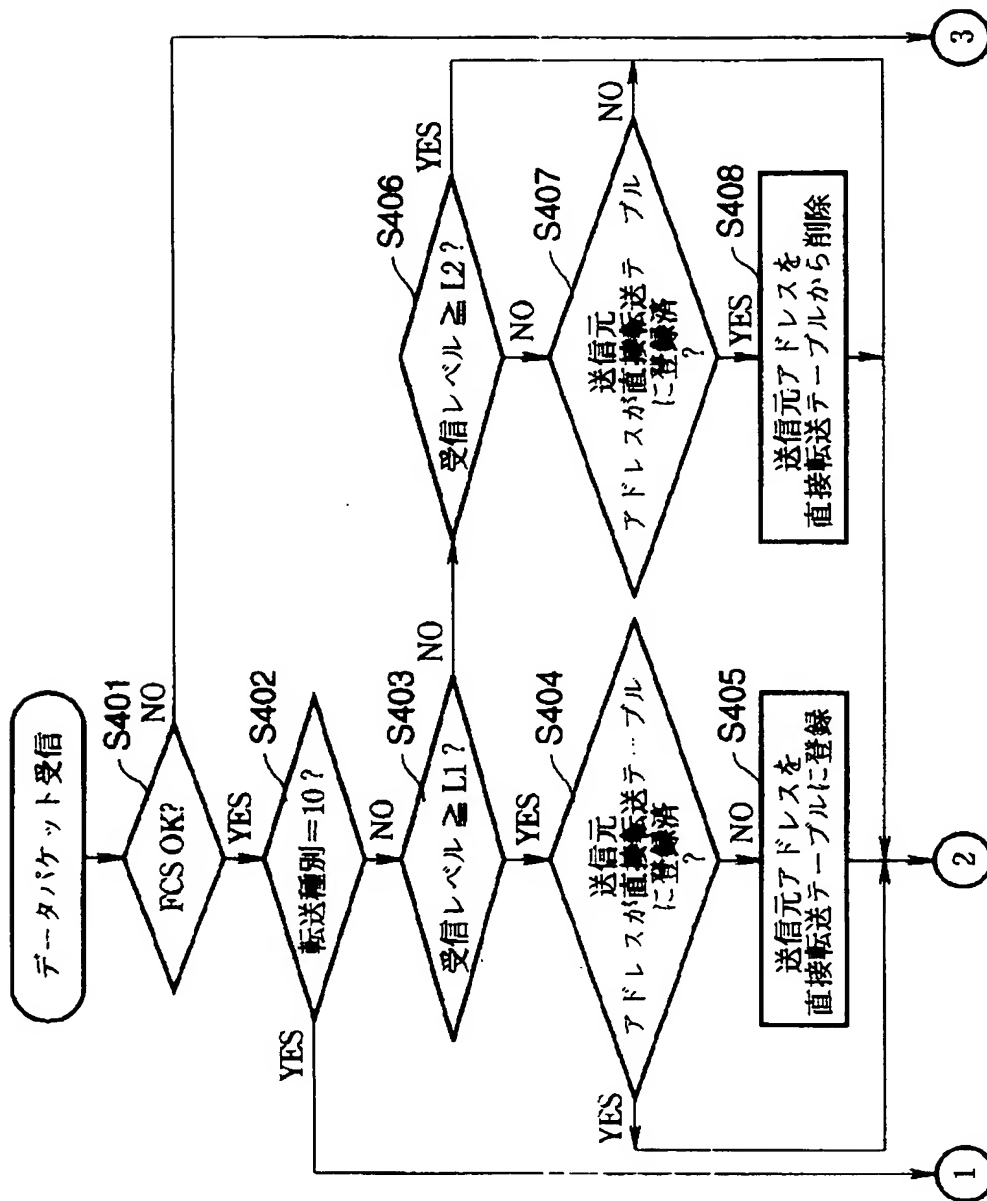 データパケット受信
S401
FCS OK?
NO
YES
S402
転送種別=10?
YES
NO
S403
受信レベル ≧ L1?
NO
YES
S404
送信元
アドレスが直接転送テーブル
に登録済
?
YES
NO
S405
送信元アドレスを
直接転送テーブルに登録
S406
受信レベル ≧ L2?
YES
NO
S407
送信元
アドレスが直接転送テーブル
に登録済
?
NO
YES
S408
送信元アドレスを
直接転送テーブルから削除
1
2
3